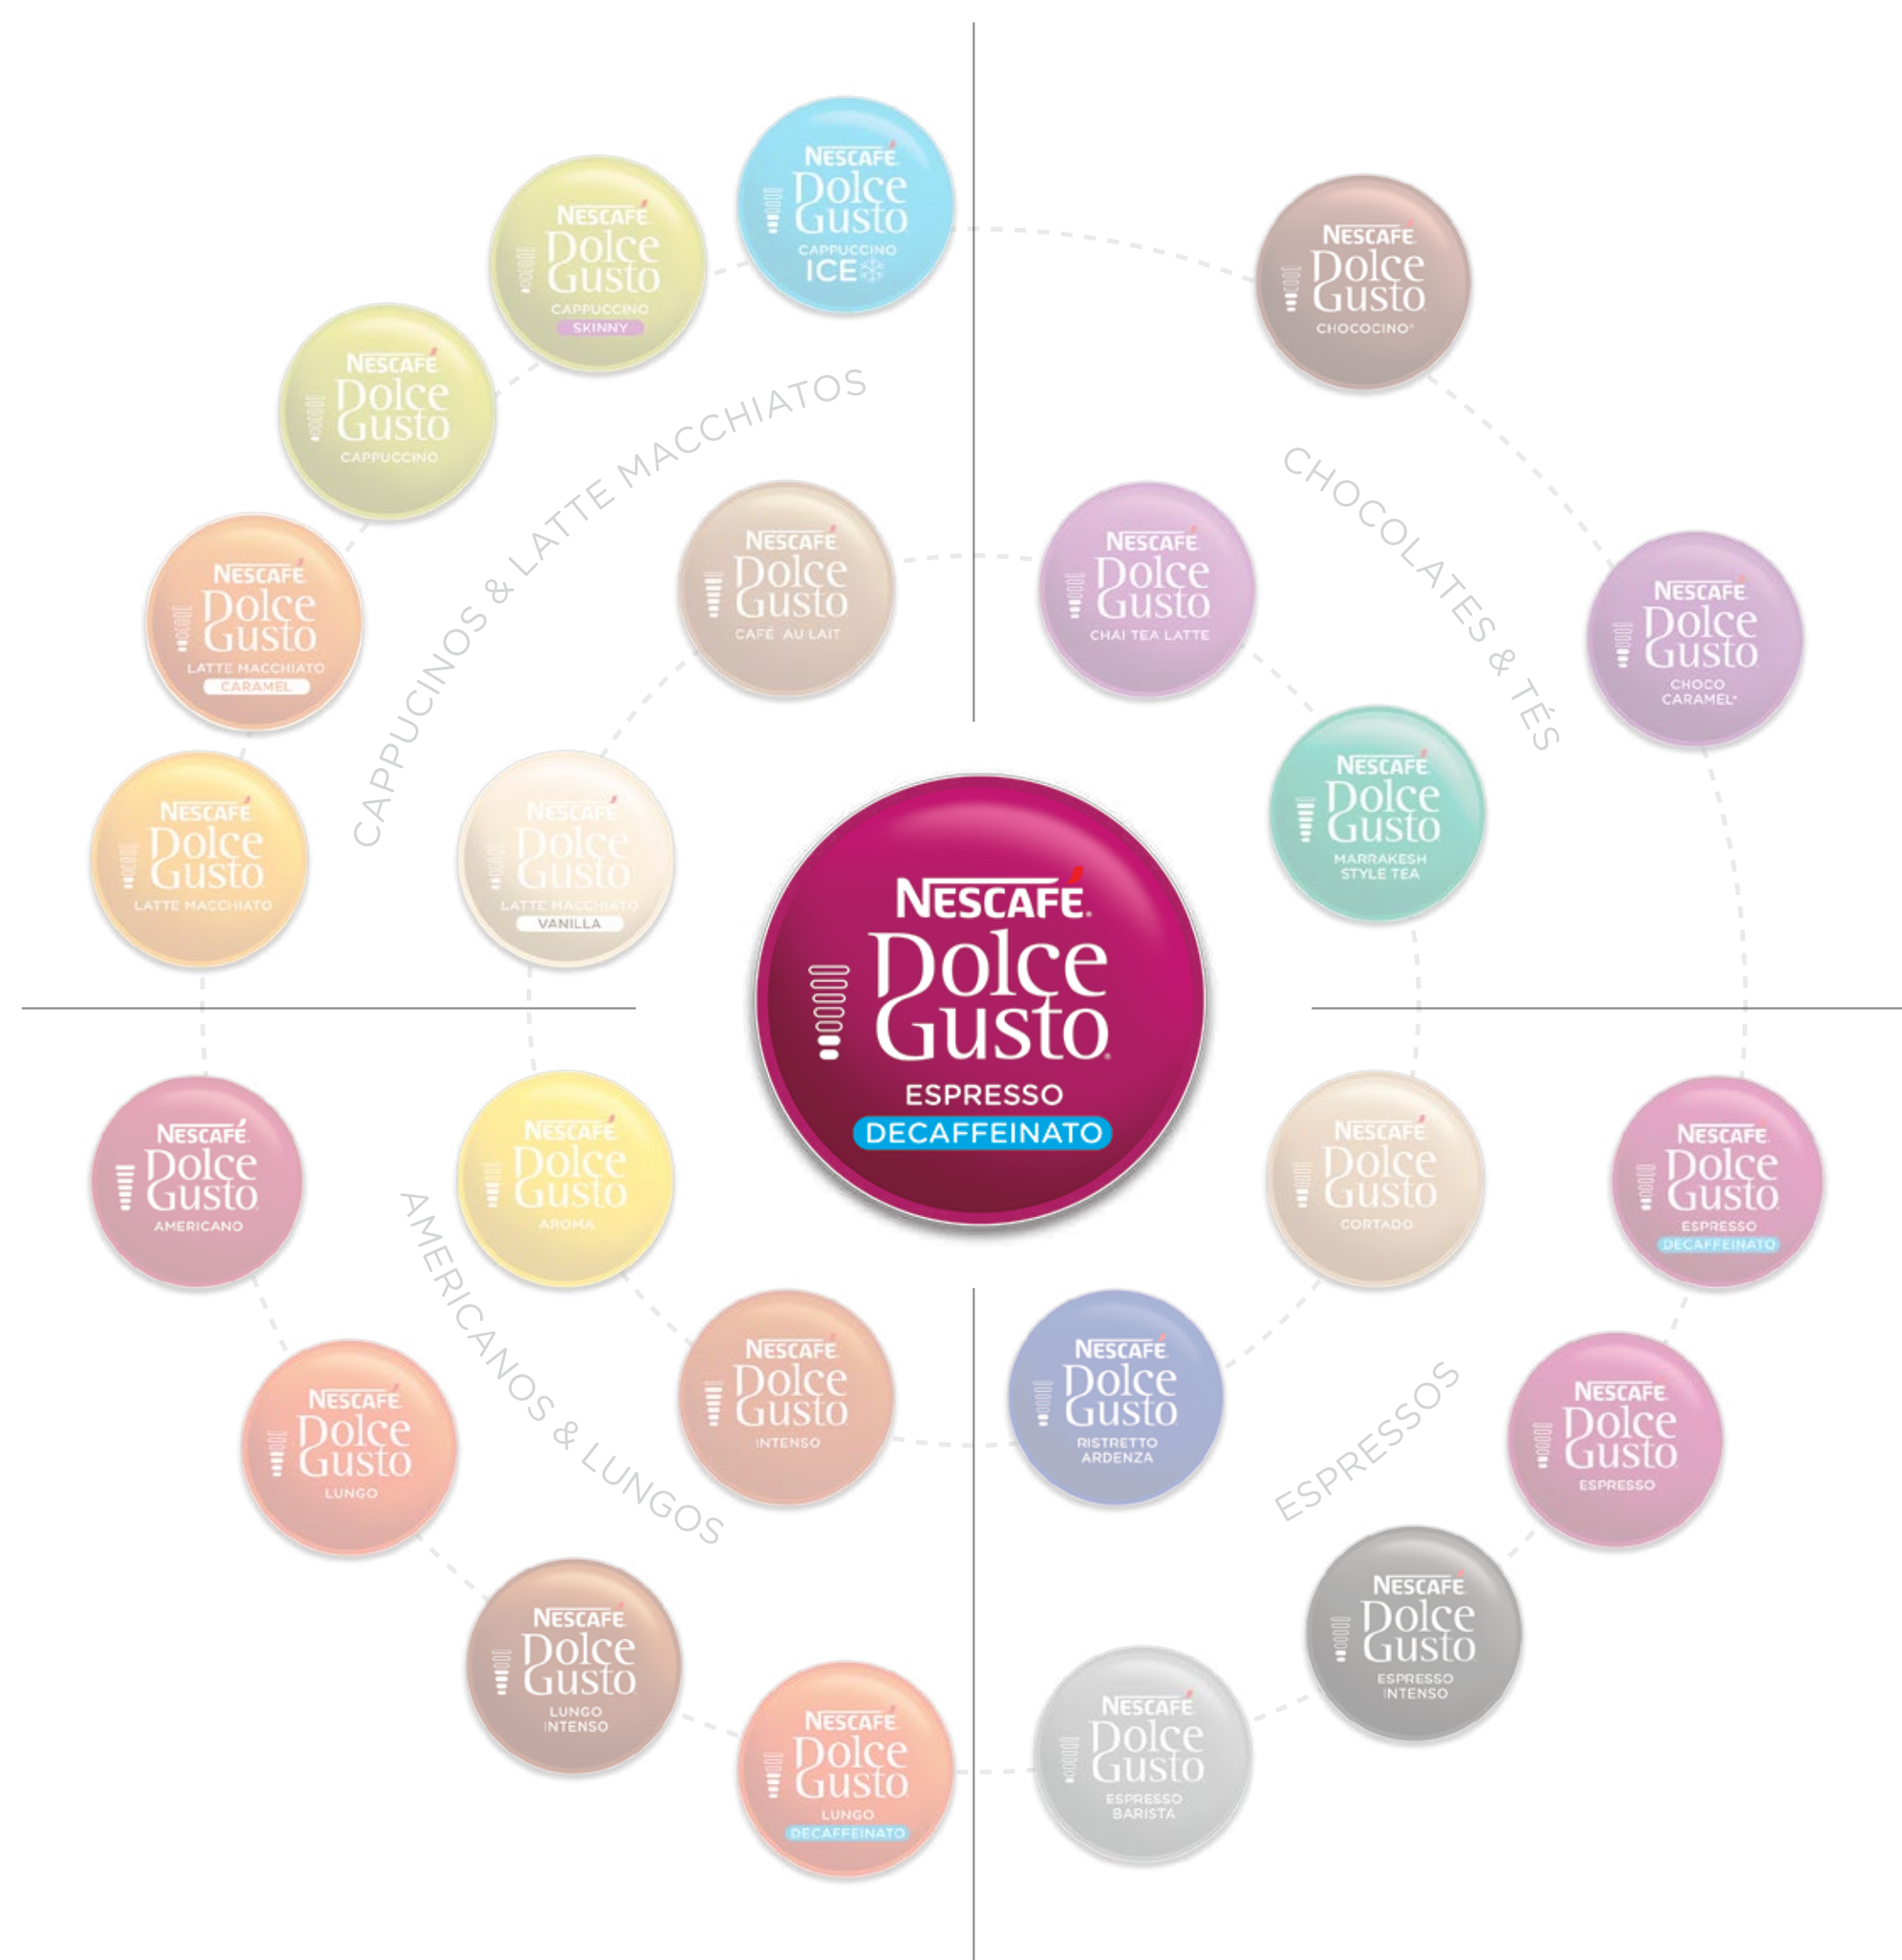 NESCAFÉ
Dolce
Gusto
CAPPUCCINO
ICE
NESCAFÉ
Dolce
Gusto
CAPPUCCINO
SKINNY
NESCAFÉ
Dolce
Gusto
CAPPUCCINO
NESCAFÉ
Dolce
Gusto
LATTE MACCHIATO
CARAMEL
NESCAFÉ
Dolce
Gusto
LATTE MACCHIATO
CAPPUCINOS & LATTE MACCHIATOS
NESCAFÉ
Dolce
Gusto
CAFÉ AU LAIT
NESCAFÉ
Dolce
Gusto
LATTE MACCHIATO
VANILLA
NESCAFÉ
Dolce
Gusto
CHOCOCINO*
CHOCOLATES & TÉS
NESCAFÉ
Dolce
Gusto
CHAI TEA LATTE
NESCAFÉ
Dolce
Gusto
CHOCO
CARAMEL*
NESCAFÉ
Dolce
Gusto
MARRAKESH
STYLE TEA
NESCAFÉ®
Dolce
Gusto®
ESPRESSO
DECAFFEINATO
NESCAFÉ
Dolce
Gusto
AMERICANO
NESCAFÉ
Dolce
Gusto
AROMA
AMERICANOS & LUNGOS
NESCAFÉ
Dolce
Gusto
LUNGO
NESCAFÉ
Dolce
Gusto
INTENSO
NESCAFÉ
Dolce
Gusto
LUNGO
INTENSO
NESCAFÉ
Dolce
Gusto
LUNGO
DECAFFEINATO
NESCAFÉ
Dolce
Gusto
CORTADO
NESCAFÉ
Dolce
Gusto
ESPRESSO
DECAFFEINATO
NESCAFÉ
Dolce
Gusto
RISTRETTO
ARDENZA
ESPRESSOS
NESCAFÉ
Dolce
Gusto
ESPRESSO
NESCAFÉ
Dolce
Gusto
ESPRESSO
INTENSO
NESCAFÉ
Dolce
Gusto
ESPRESSO
BARISTA